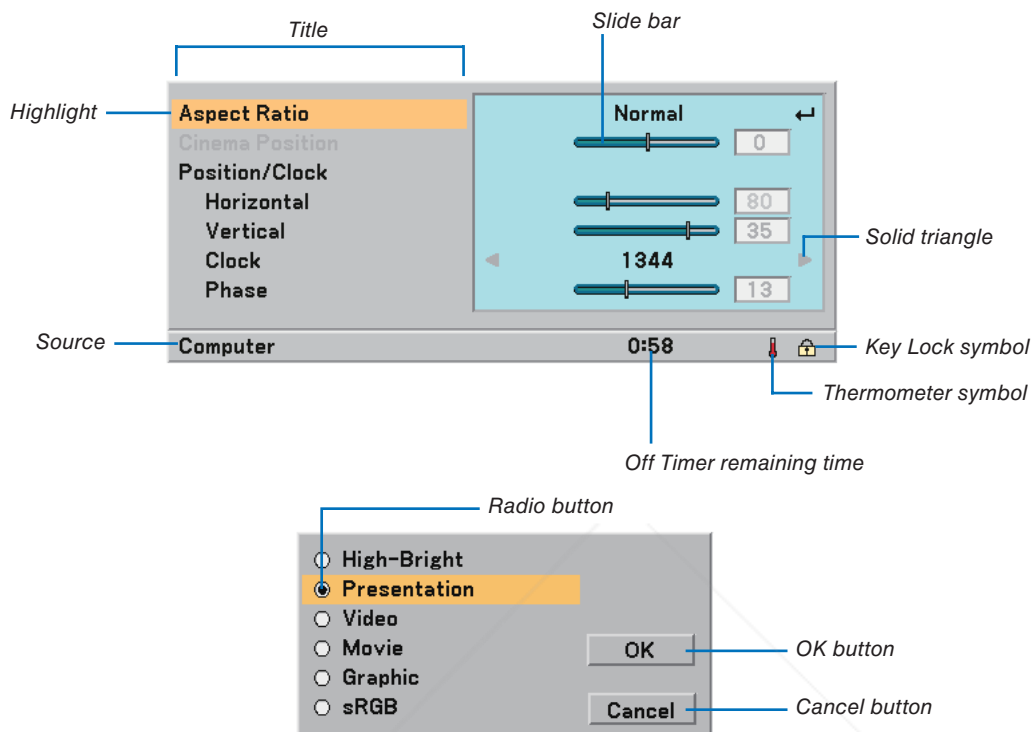 Title
Slide bar
Highlight
Aspect Ratio
Normal
Cinema Position
0
Position/Clock
Horizontal
80
Vertical
35
Solid triangle
Clock
1344
Phase
13
Source
Computer
0:58
Key Lock symbol
Thermometer symbol
Off Timer remaining time
Radio button
High-Bright
Presentation
Video
Movie
OK
OK button
Graphic
sRGB
Cancel
Cancel button